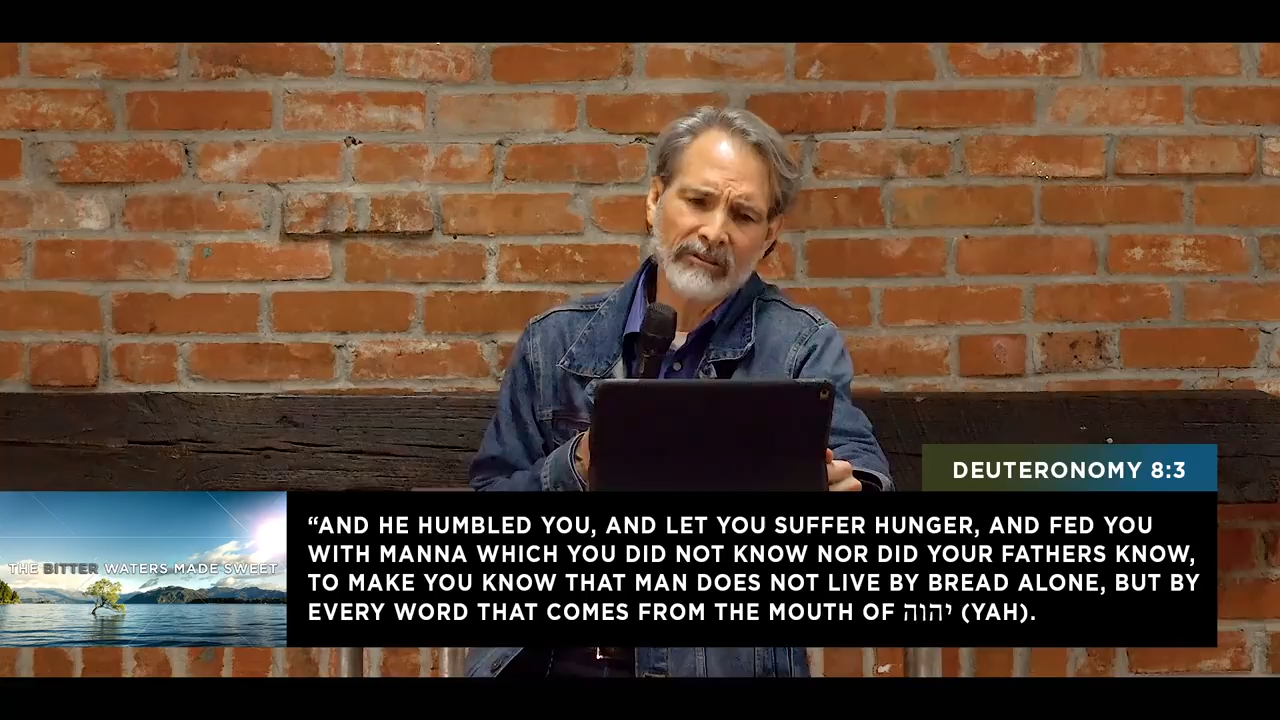 DEUTERONOMY 8:3
THE BITTER WATERS MADE SWEET
“AND HE HUMBLED YOU, AND LET YOU SUFFER HUNGER, AND FED YOU
WITH MANNA WHICH YOU DID NOT KNOW NOR DID YOUR FATHERS KNOW,
TO MAKE YOU KNOW THAT MAN DOES NOT LIVE BY BREAD ALONE, BUT BY
EVERY WORD THAT COMES FROM THE MOUTH OF יהוה (YAH).